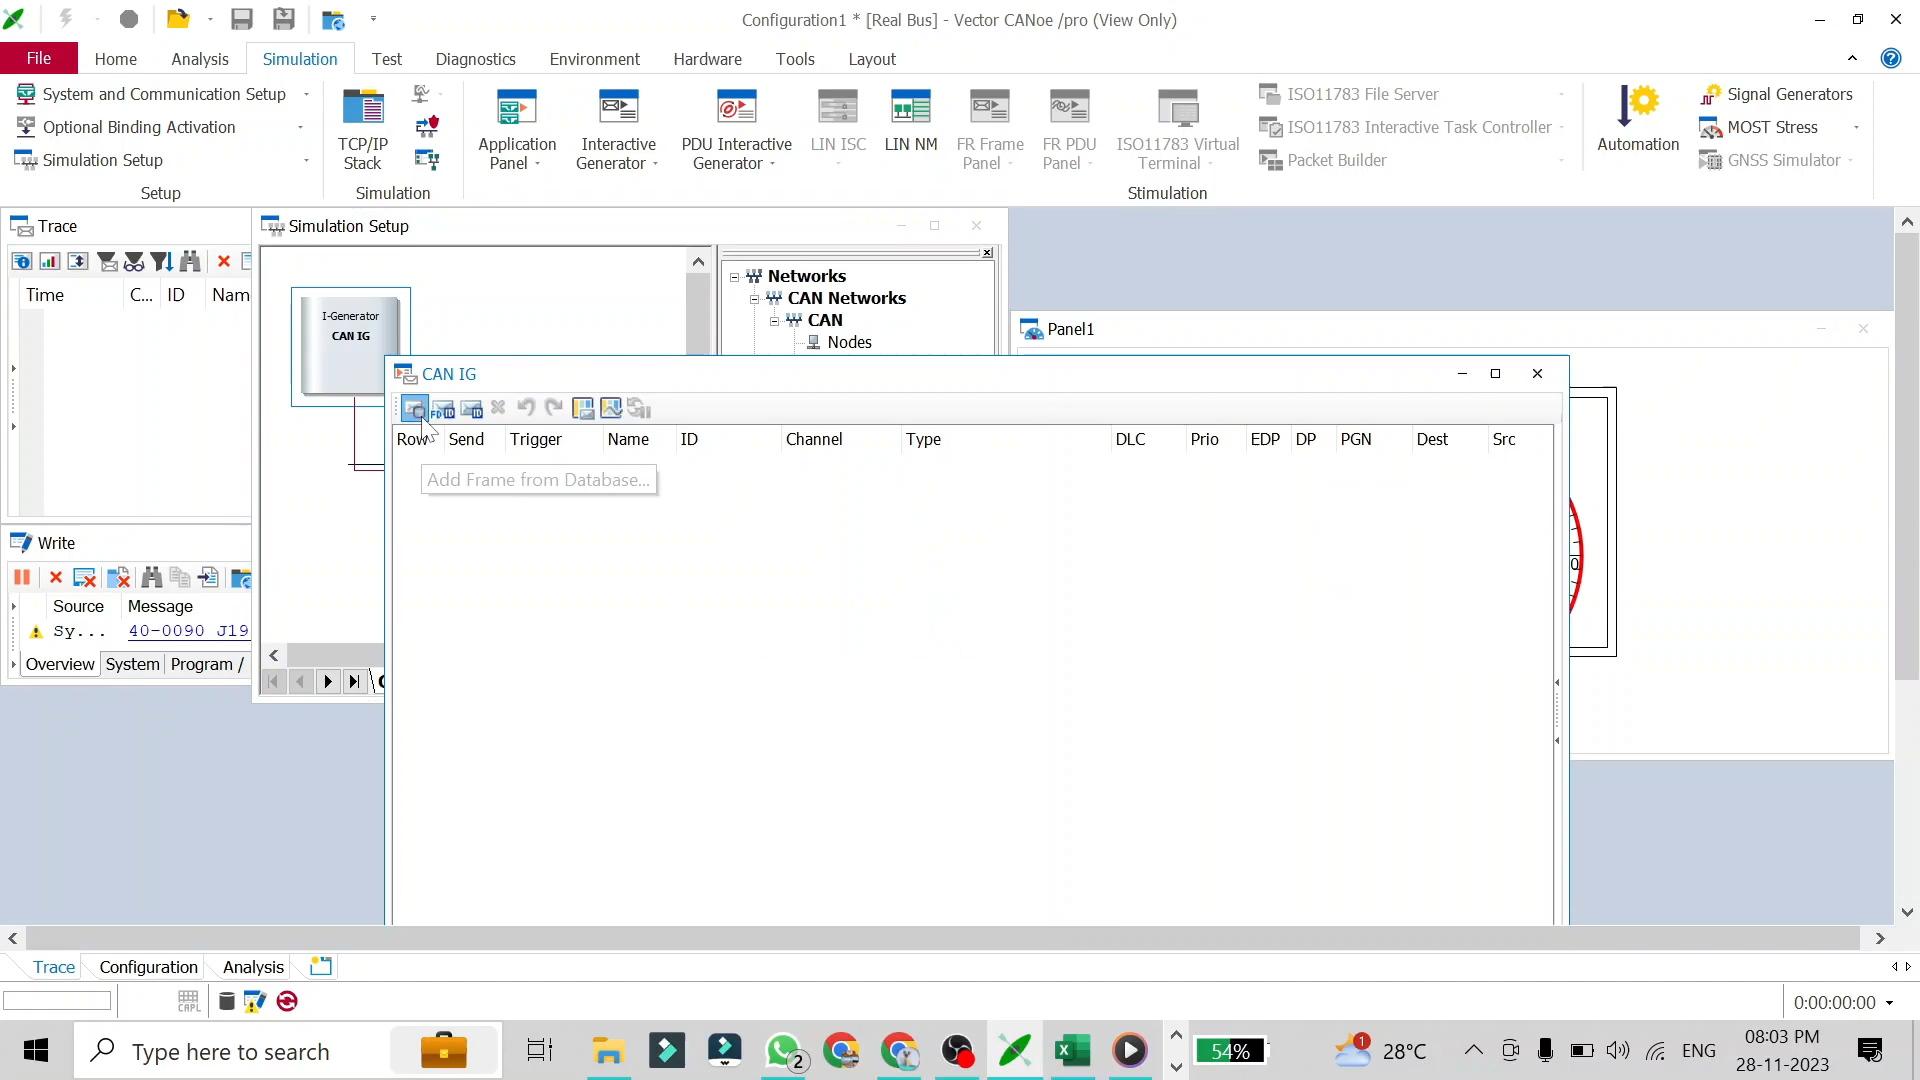 Configuration1 * [Real Bus] - Vector CANoe /pro (View Only)
File Home Analysis Simulation Test Diagnostics Environment Hardware Tools Layout
System and Communication Setup
Optional Binding Activation
Simulation Setup
Setup
TCP/IP
Stack
Simulation
Application
Panel
Interactive
Generator
PDU Interactive
Generator
LIN ISC
LIN NM
FR Frame
Panel
FR PDU
Panel
ISO11783 Virtual
Terminal
ISO11783 File Server
ISO11783 Interactive Task Controller
Packet Builder
Stimulation
Automation
Signal Generators
MOST Stress
GNSS Simulator
Trace
Time C... ID Nam
Simulation Setup
I-Generator
CAN IG
Networks
CAN Networks
CAN
Nodes
Panel1
0
CAN IG
FD ID
ID
Row Send Trigger Name ID Channel Type DLC Prio EDP DP PGN Dest Src
Add Frame from Database...
Write
Source Message
Sy... 40-0090 J19
Overview System Program /
Trace Configuration Analysis
CAPL
0:00:00:00
Type here to search
2
54%
1
28°C
ENG
08:03 PM
28-11-2023